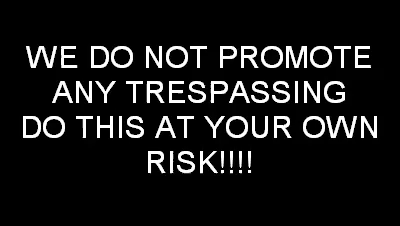 WE DO NOT PROMOTE
ANY TRESPASSING
DO THIS AT YOUR OWN
RISK!!!!